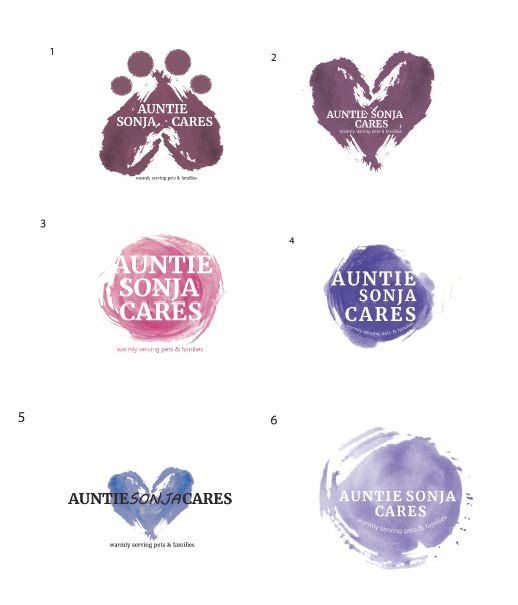 1
AUNTIE
SONJA CARES
warmly serving pets & families
2
AUNTIE SONJA
CARES
warmly serving pets & families
3
AUNTIE
SONJA
CARES
warmly serving pets & families
4
AUNTIE
SONJA
CARES
warmly serving pets & families
5
AUNTIESONJACARES
warmly serving pets & families
6
AUNTIE SONJA
CARES
warmly serving pets & families